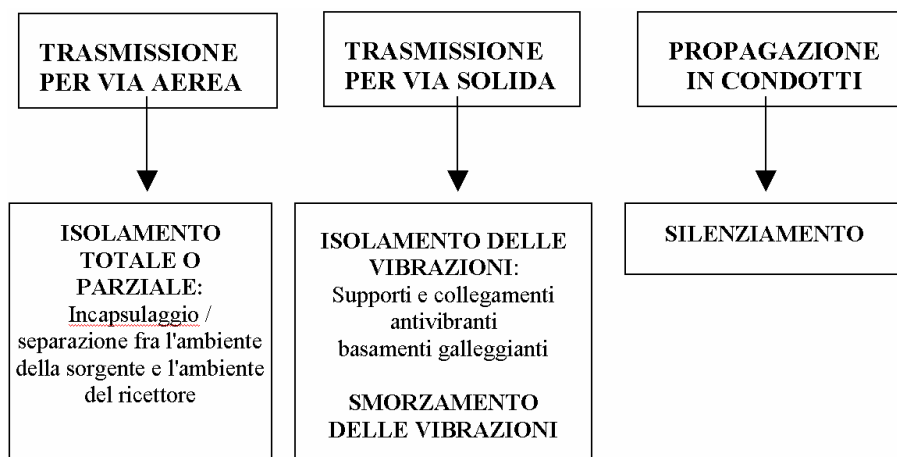 TRASMISSIONE
PER VIA AEREA
TRASMISSIONE
PER VIA SOLIDA
PROPAGAZIONE
IN CONDOTTI
ISOLAMENTO
TOTALE O
PARZIALE:
Incapsulaggio /
separazione fra l'ambiente
della sorgente e l'ambiente
del ricettore
ISOLAMENTO DELLE
VIBRAZIONI:
Supporti e collegamenti
antivibranti
basamenti galleggianti
SMORZAMENTO
DELLE VIBRAZIONI
SILENZIAMENTO